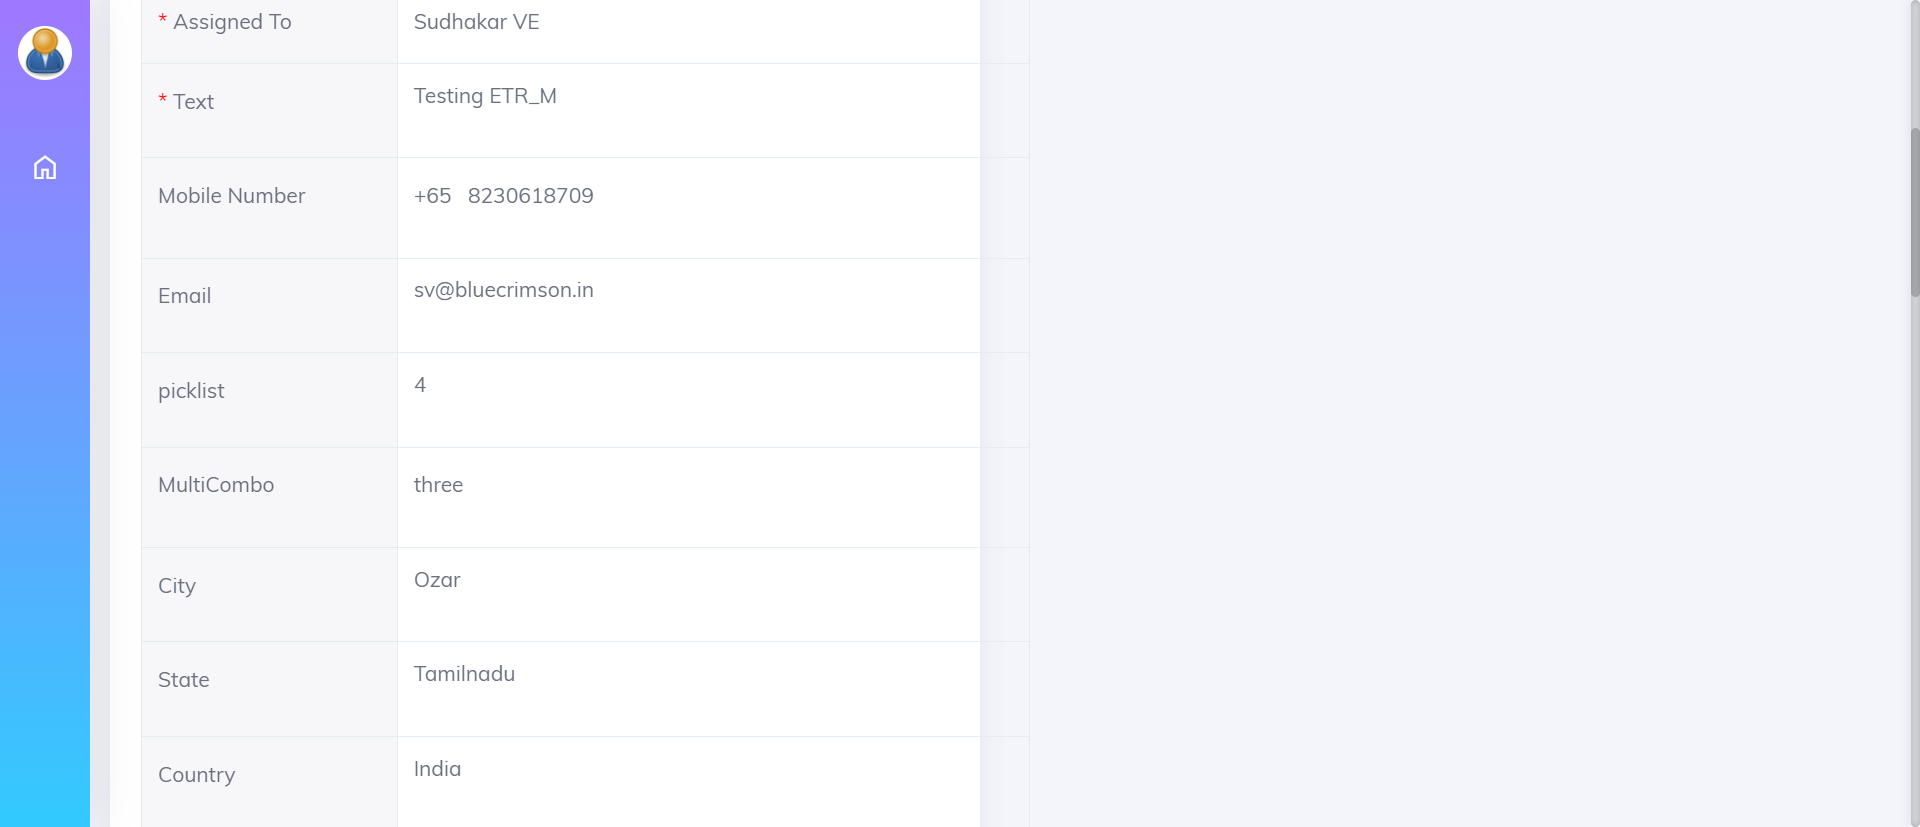 * Assigned To Sudhakar VE
* Text Testing ETR_M
Mobile Number +65 8230618709
Email sv@bluecrimson.in
picklist 4
MultiCombo three
City Ozar
State Tamilnadu
Country India